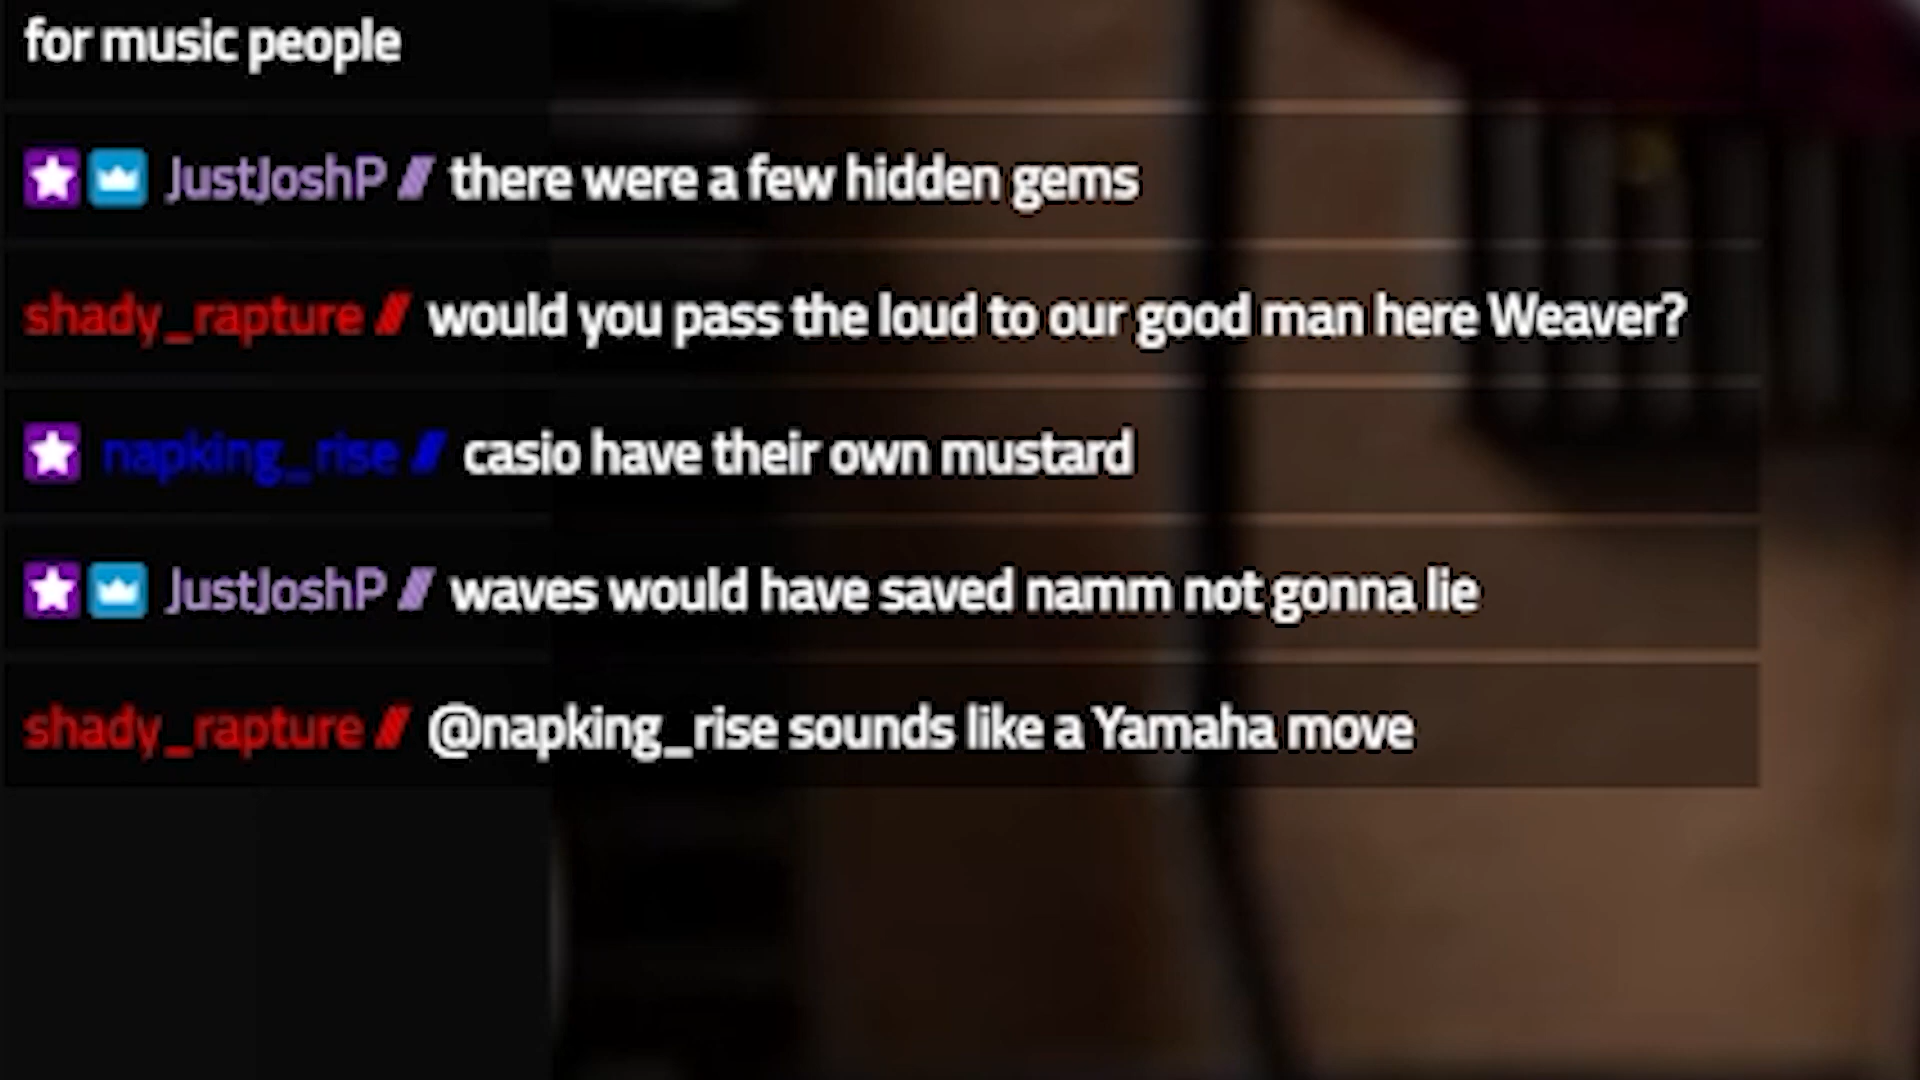 for music people
JustJoshP // there were a few hidden gems
shady_rapture // would you pass the loud to our good man here Weaver?
napking_rise // casio have their own mustard
JustJoshP // waves would have saved namm not gonna lie
shady_rapture // @napking_rise sounds like a Yamaha move